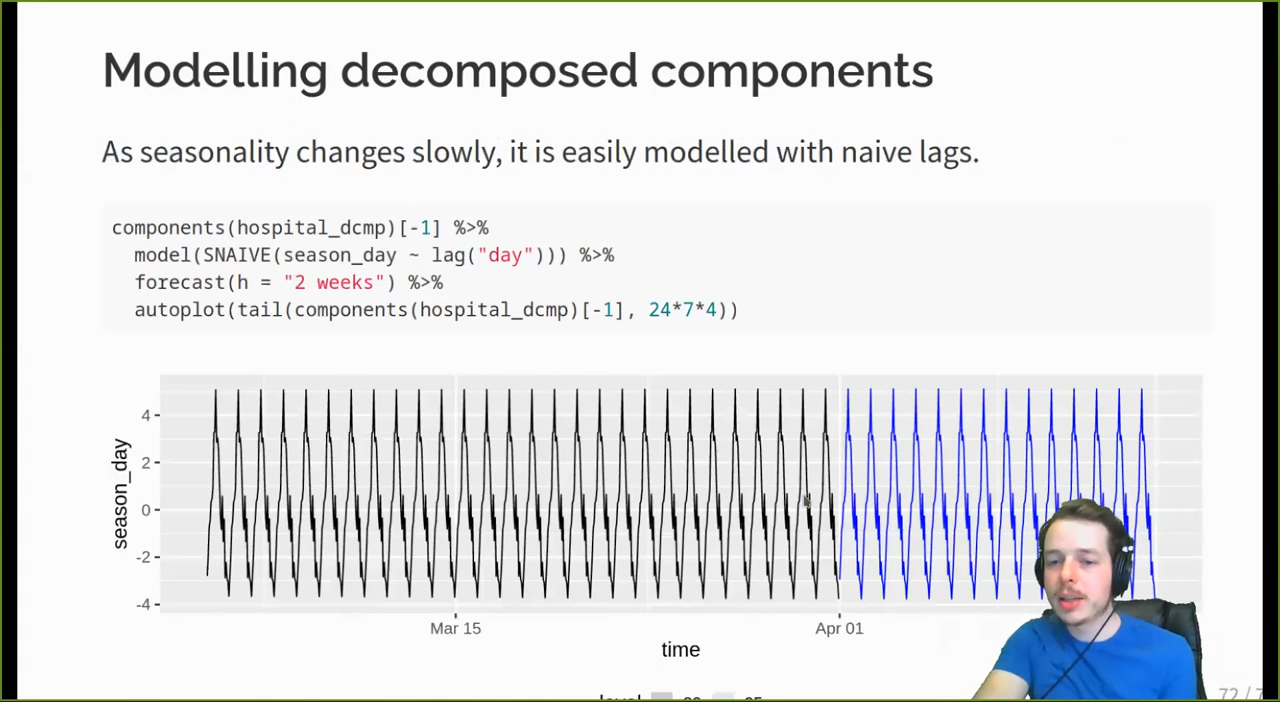 Modelling decomposed components
As seasonality changes slowly, it is easily modelled with naive lags.
components(hospital_dcmp)[-1] %>%
model(SNAIVE(season_day ~ lag("day"))) %>%
forecast(h = "2 weeks") %>%
autoplot(tail(components(hospital_dcmp)[-1], 24*7*4))
season_day
4
2
0
-2
-4
Mar 15
Apr 01
time
72 /